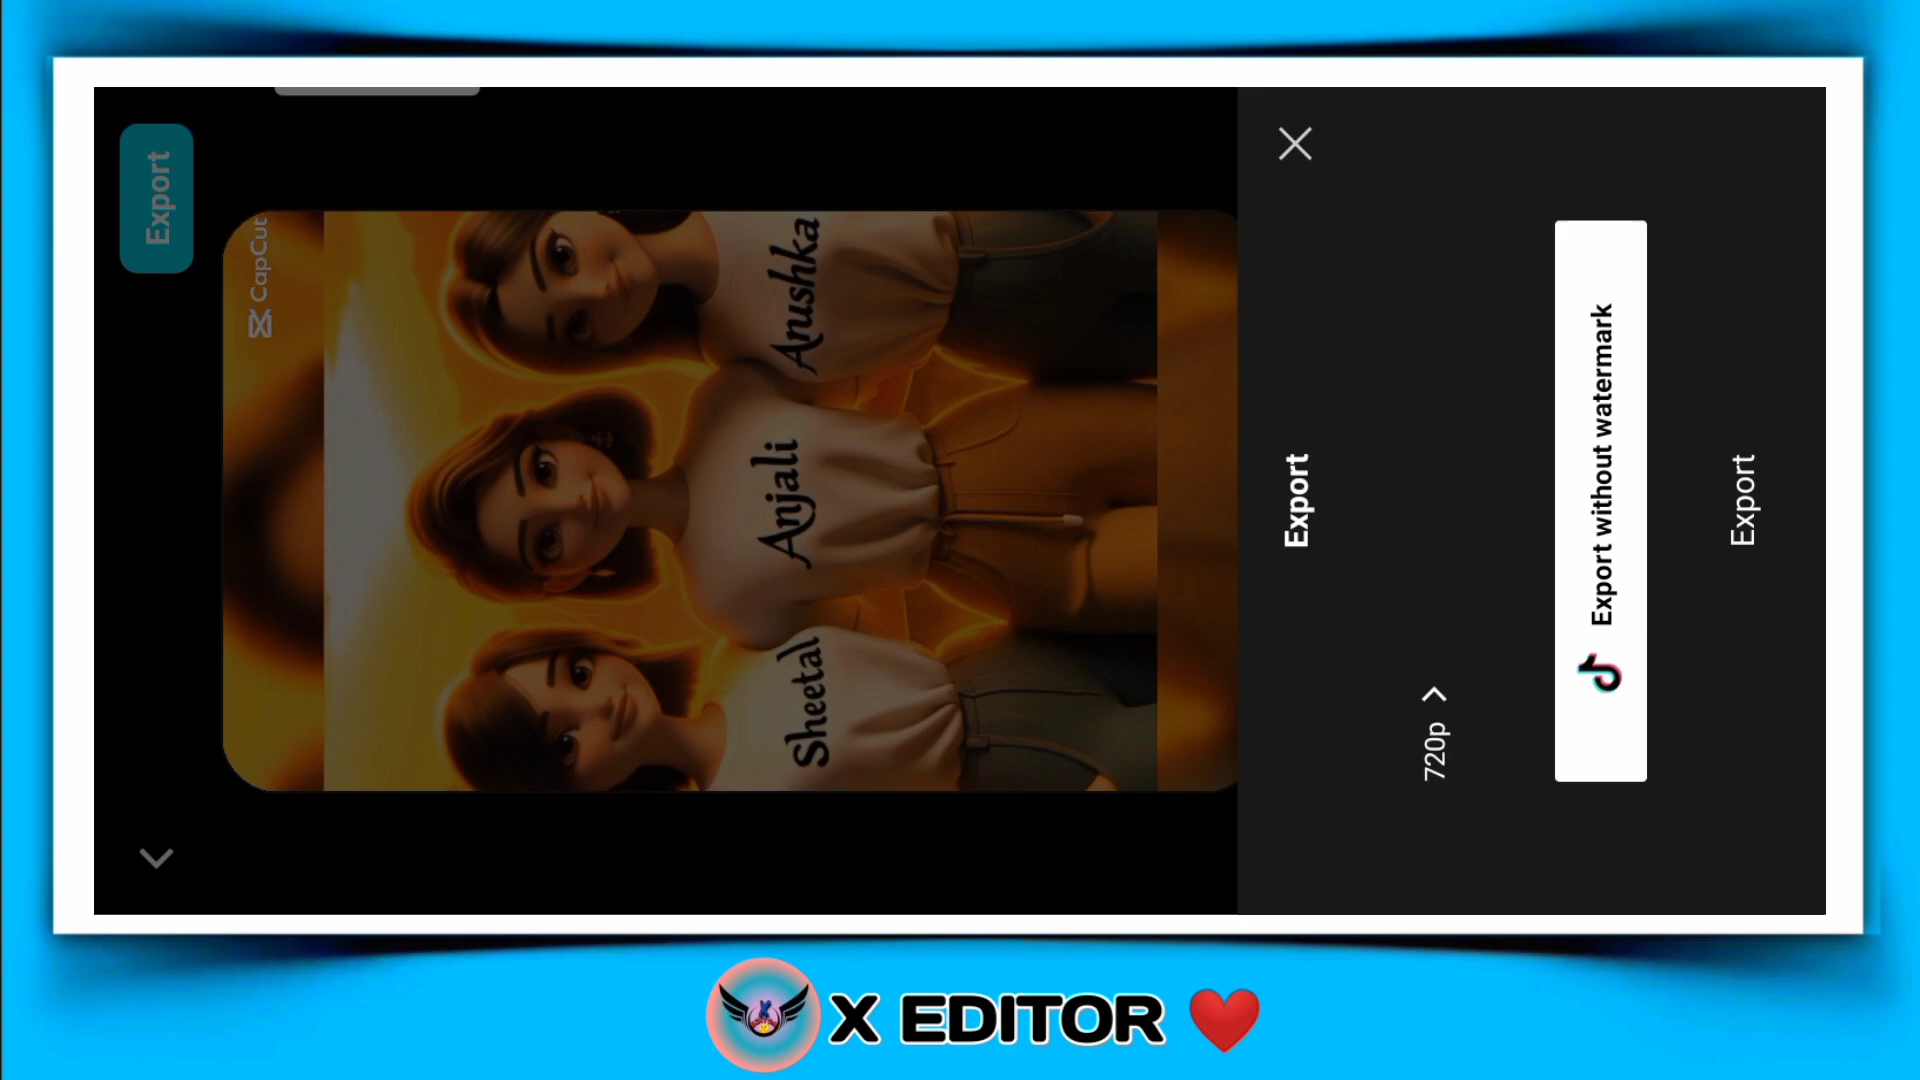 Export
CapCut
Anushka
Anjali
Sheetal
Export
720p
Export without watermark
Export
X EDITOR